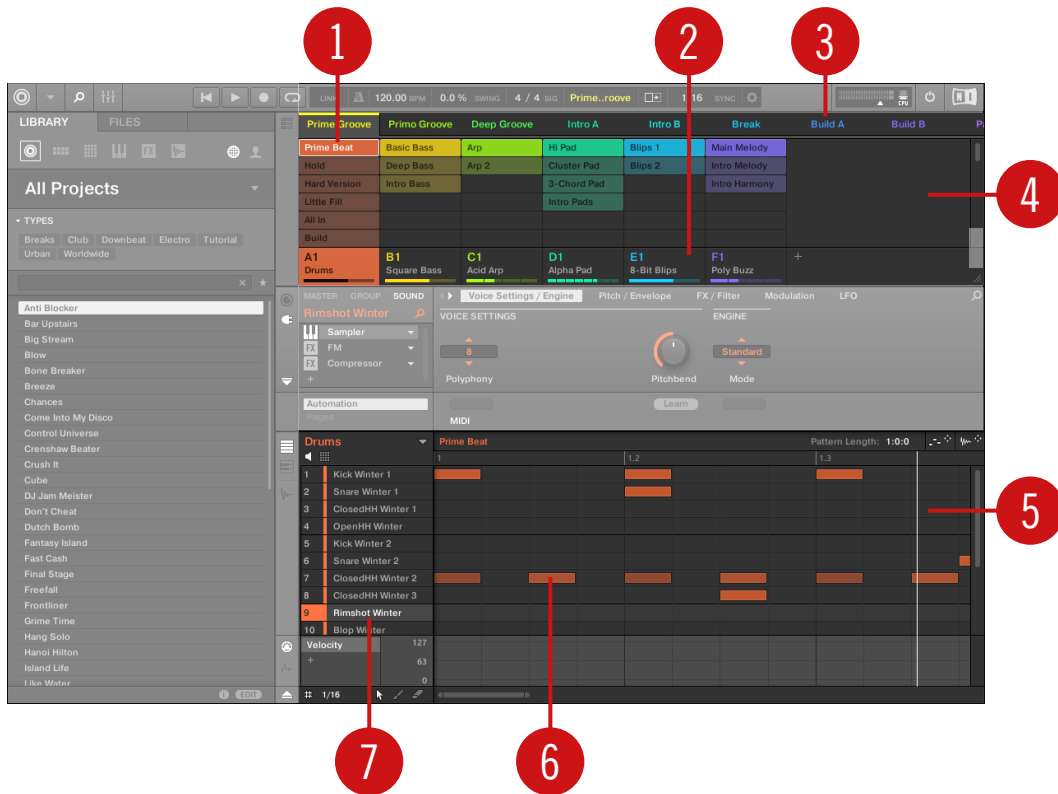 1
2
3
LINK 120.00 BPM 0.0 % SWING 4 / 4 SIG Prime..roove 1/16 SYNC CPU NI
LIBRARY FILES
Prime Groove Primo Groove Deep Groove Intro A Intro B Break Build A Build B Pa
Prime Beat Basic Bass Arp Hi Pad Blips 1 Main Melody
Hold Deep Bass Arp 2 Cluster Pad Blips 2 Intro Melody
Hard Version Intro Bass 3-Chord Pad Intro Harmony
Little Fill Intro Pads
All In
Build
4
All Projects
TYPES
Breaks Club Downbeat Electro Tutorial
Urban Worldwide
A1 B1 C1 D1 E1 F1 +
Drums Square Bass Acid Arp Alpha Pad 8-Bit Blips Poly Buzz
Anti Blocker
Bar Upstairs
Big Stream
Blow
Bone Breaker
Breeze
Chances
Come Into My Disco
Control Universe
Crenshaw Beater
Crush It
Cube
DJ Jam Meister
Don't Cheat
Dutch Bomb
Fantasy Island
Fast Cash
Final Stage
Freefall
Frontliner
Grime Time
Hang Solo
Hanoi Hilton
Island Life
Like Water
i EDIT
MASTER GROUP SOUND Voice Settings / Engine Pitch / Envelope FX / Filter Modulation LFO
Rimshot Winter VOICE SETTINGS ENGINE
Sampler
FX FM 8 Standard
FX Compressor
+ Polyphony Pitchbend Mode
Automation Learn
Pages MIDI
Drums Prime Beat Pattern Length: 1:0:0
1 1.2 1.3
1 Kick Winter 1
2 Snare Winter 1
3 ClosedHH Winter 1
4 OpenHH Winter
5 Kick Winter 2
6 Snare Winter 2
7 ClosedHH Winter 2
8 ClosedHH Winter 3
9 Rimshot Winter
10 Blop Winter
5
Velocity 127
+ 63
0
1/16
7
6